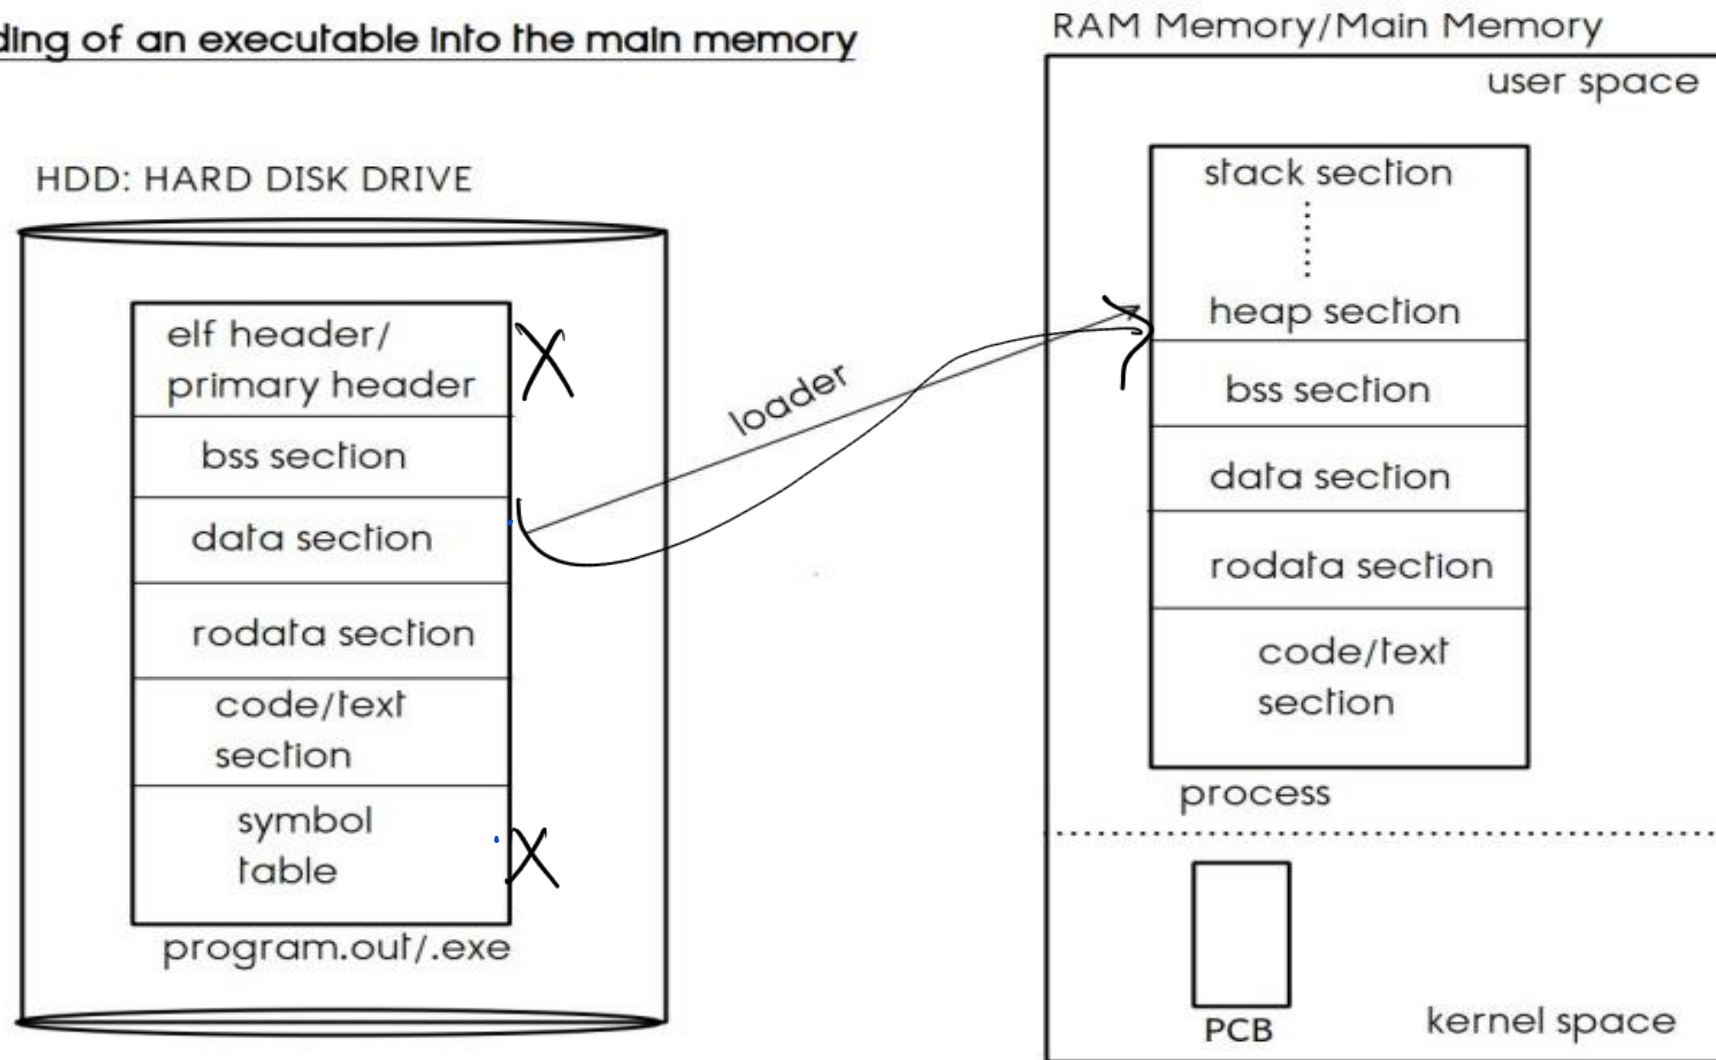 ding of an executable into the main memory
HDD: HARD DISK DRIVE
elf header/
primary header
bss section
data section
rodata section
code/text
section
symbol
table
program.out/.exe
loader
RAM Memory/Main Memory
user space
stack section
heap section
bss section
data section
rodata section
code/text
section
process
PCB
kernel space